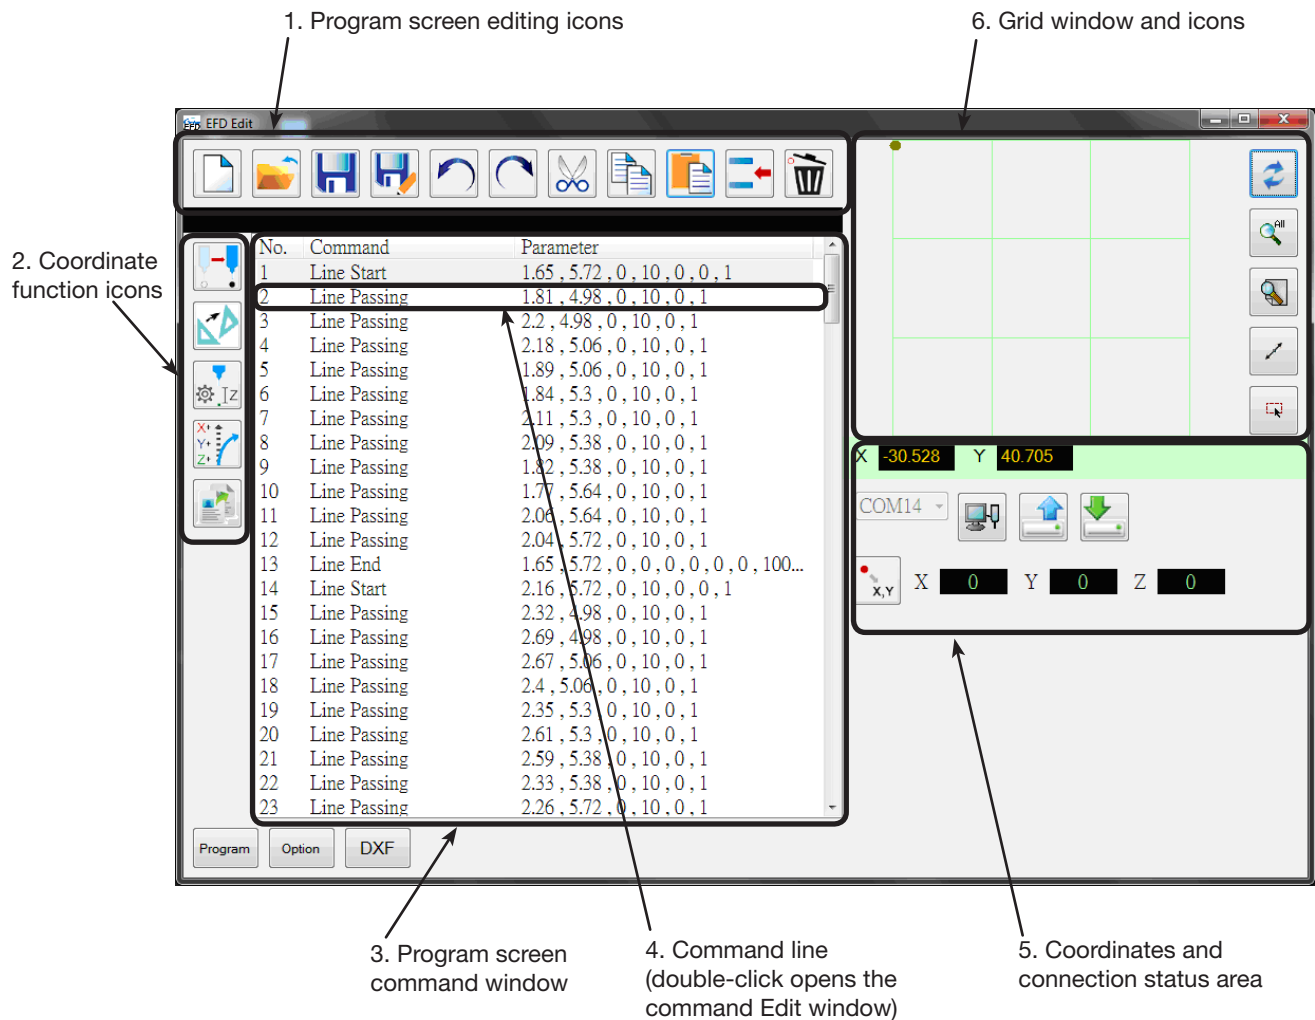 1. Program screen editing icons
6. Grid window and icons
EFD Edit
2. Coordinate
function icons
All
No. Command Parameter
1 Line Start 1.65 , 5.72 , 0 , 10 , 0 , 0 , 1
2 Line Passing 1.81 , 4.98 , 0 , 10 , 0 , 1
3 Line Passing 2.2 , 4.98 , 0 , 10 , 0 , 1
4 Line Passing 2.18 , 5.06 , 0 , 10 , 0 , 1
5 Line Passing 1.89 , 5.06 , 0 , 10 , 0 , 1
6 Line Passing 1.84 , 5.3 , 0 , 10 , 0 , 1
7 Line Passing 2.11 , 5.3 , 0 , 10 , 0 , 1
8 Line Passing 2.09 , 5.38 , 0 , 10 , 0 , 1
9 Line Passing 1.82 , 5.38 , 0 , 10 , 0 , 1
10 Line Passing 1.77 , 5.64 , 0 , 10 , 0 , 1
11 Line Passing 2.06 , 5.64 , 0 , 10 , 0 , 1
12 Line Passing 2.04 , 5.72 , 0 , 10 , 0 , 1
13 Line End 1.65 , 5.72 , 0 , 0 , 0 , 0 , 0 , 0 , 100...
14 Line Start 2.16 , 5.72 , 0 , 10 , 0 , 0 , 1
15 Line Passing 2.32 , 4.98 , 0 , 10 , 0 , 1
16 Line Passing 2.69 , 4.98 , 0 , 10 , 0 , 1
17 Line Passing 2.67 , 5.06 , 0 , 10 , 0 , 1
18 Line Passing 2.4 , 5.06 , 0 , 10 , 0 , 1
19 Line Passing 2.35 , 5.3 , 0 , 10 , 0 , 1
20 Line Passing 2.61 , 5.3 , 0 , 10 , 0 , 1
21 Line Passing 2.59 , 5.38 , 0 , 10 , 0 , 1
22 Line Passing 2.33 , 5.38 , 0 , 10 , 0 , 1
23 Line Passing 2.26 , 5.72 , 0 , 10 , 0 , 1
Z
X+
Y+
Z+
X -30.528 Y 40.705
COM14
X,Y X 0 Y 0 Z 0
Program Option DXF
3. Program screen
command window
4. Command line
(double-click opens the
command Edit window)
5. Coordinates and
connection status area